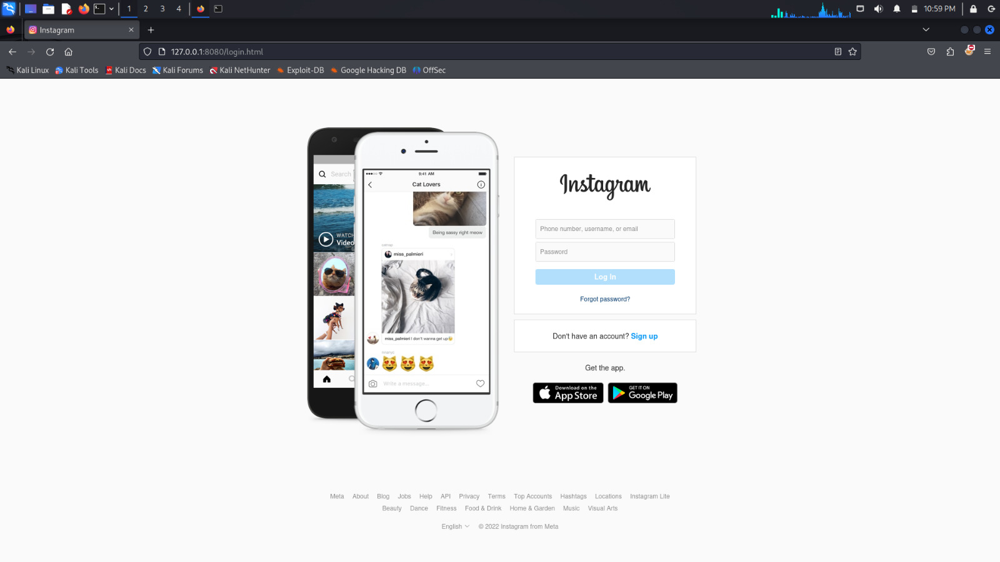 1 2 3 4 10:59 PM
Instagram
127.0.0.1:8080/login.html
Kali Linux Kali Tools Kali Docs Kali Forums Kali NetHunter Exploit-DB Google Hacking DB OffSec
Search
WATCH
Video
9:41 AM
Cat Lovers
Being sassy right meow
catnap
miss_palmieri
miss_palmieri I don't wanna get up😪
Write a message...
Instagram
Phone number, username, or email
Password
Log In
Forgot password?
Don't have an account? Sign up
Get the app.
Download on the
App Store
GET IT ON
Google Play
Meta About Blog Jobs Help API Privacy Terms Top Accounts Hashtags Locations Instagram Lite
Beauty Dance Fitness Food & Drink Home & Garden Music Visual Arts
English © 2022 Instagram from Meta